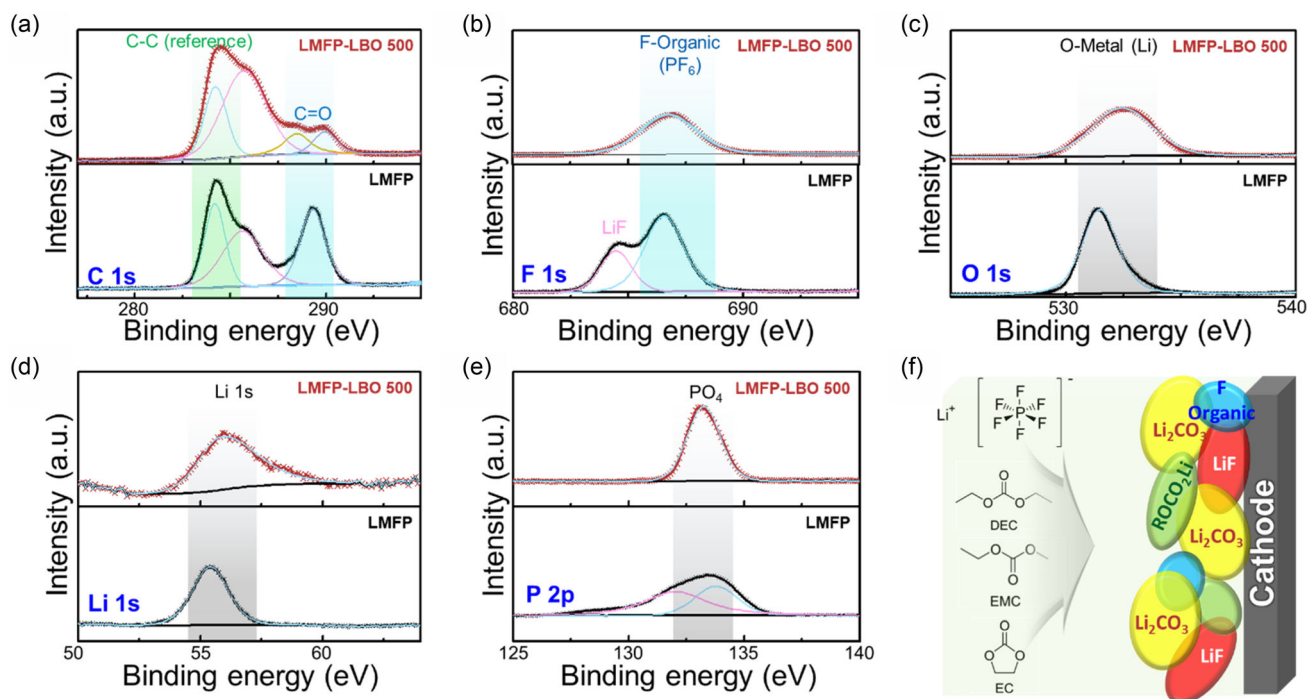 (a)
C-C (reference)
LMFP-LBO 500
C=O
LMFP
C 1s
Intensity (a.u.)
280
290
Binding energy (eV)
(b)
F-Organic
(PF6)
LMFP-LBO 500
LMFP
LiF
F 1s
Intensity (a.u.)
680
690
Binding energy (eV)
(c)
O-Metal (Li)
LMFP-LBO 500
LMFP
O 1s
Intensity (a.u.)
530
540
Binding energy (eV)
(d)
Li 1s
LMFP-LBO 500
LMFP
Li 1s
Intensity (a.u.)
50
55
60
Binding energy (eV)
(e)
PO4
LMFP-LBO 500
LMFP
P 2p
Intensity (a.u.)
125
130
135
140
Binding energy (eV)
(f)
Li+
-
F
F
F
P
F
F
F
O
O
O
DEC
O
O
O
EMC
O
O
O
EC
F
Organic
Li2CO3
LiF
ROCO2Li
Li2CO3
Li2CO3
LiF
Cathode